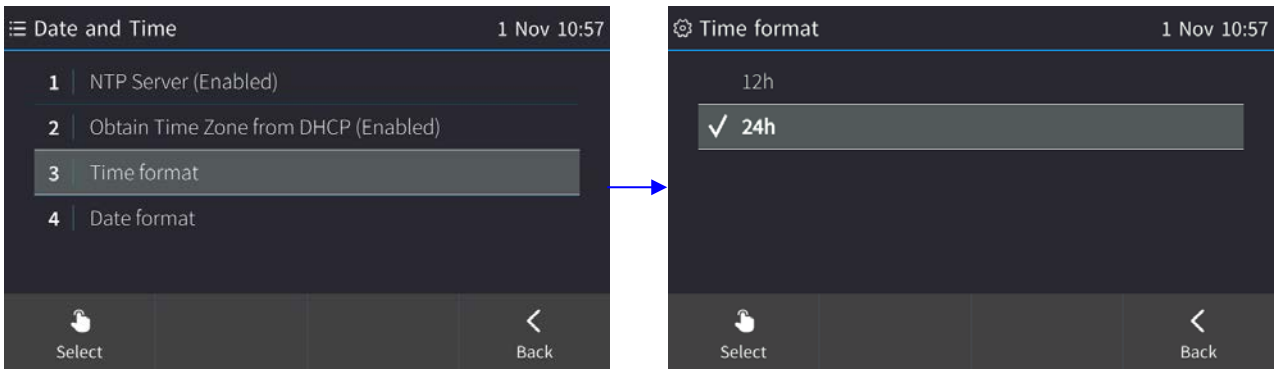 Date and Time 1 Nov 10:57
1 NTP Server (Enabled)
2 Obtain Time Zone from DHCP (Enabled)
3 Time format
4 Date format
Select Back
Time format 1 Nov 10:57
12h
24h
Select Back